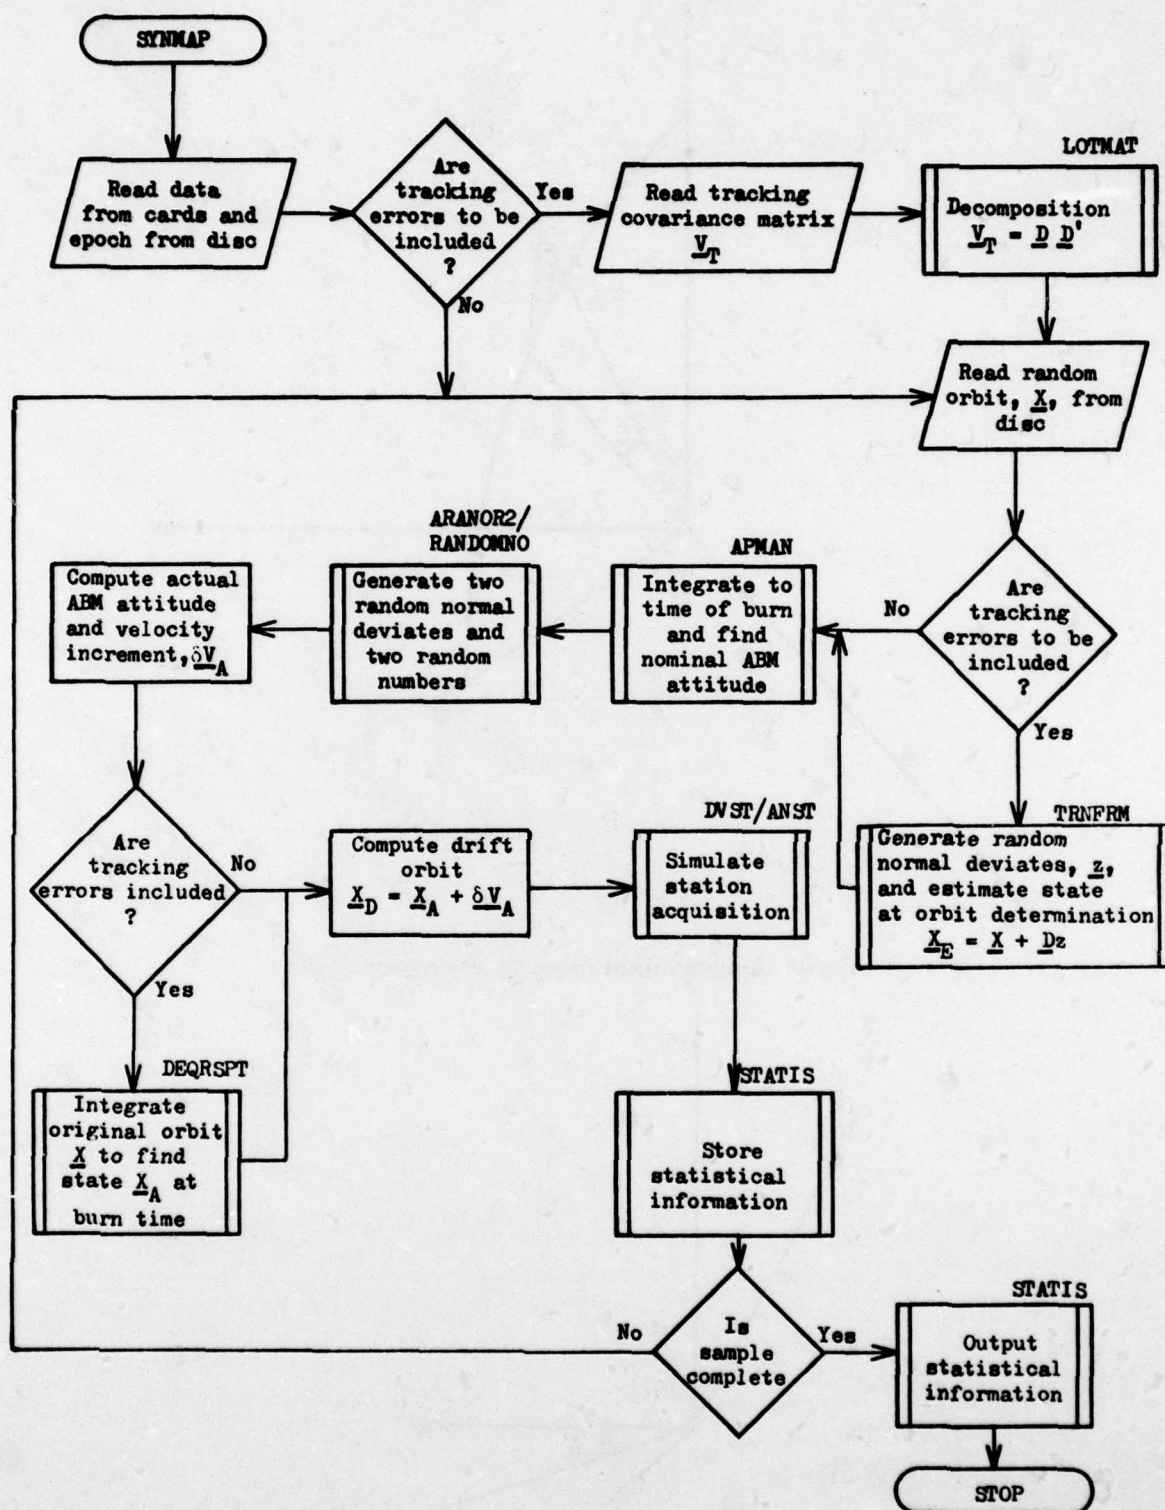 SYNMAP
Read data
from cards and
epoch from disc
Are
tracking
errors to be
included
?
Yes
No
Read tracking
covariance matrix
V_T
LOTMAT
Decomposition
V_T = D D'
Read random
orbit, X, from
disc
Are
tracking
errors to be
included
?
No
Yes
TRNFRM
Generate random
normal deviates, z,
and estimate state
at orbit determination
X_E = X + Dz
APMAN
Integrate to
time of burn
and find
nominal ABM
attitude
ARANOR2/
RANDOMNO
Generate two
random normal
deviates and
two random
numbers
Compute actual
ABM attitude
and velocity
increment, δV_A
Are
tracking
errors included
?
No
Yes
DEQRSPT
Integrate
original orbit
X to find
state X_A at
burn time
Compute drift
orbit
X_D = X_A + δV_A
DVST/ANST
Simulate
station
acquisition
STATIS
Store
statistical
information
Is
sample
complete
No
Yes
STATIS
Output
statistical
information
STOP